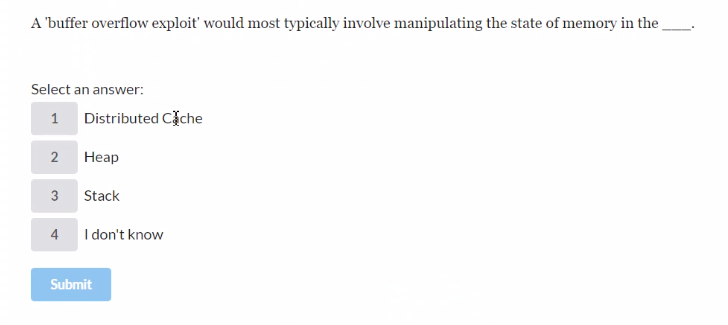 A 'buffer overflow exploit' would most typically involve manipulating the state of memory in the ____.
Select an answer:
1 Distributed Cache
2 Heap
3 Stack
4 I don't know
Submit